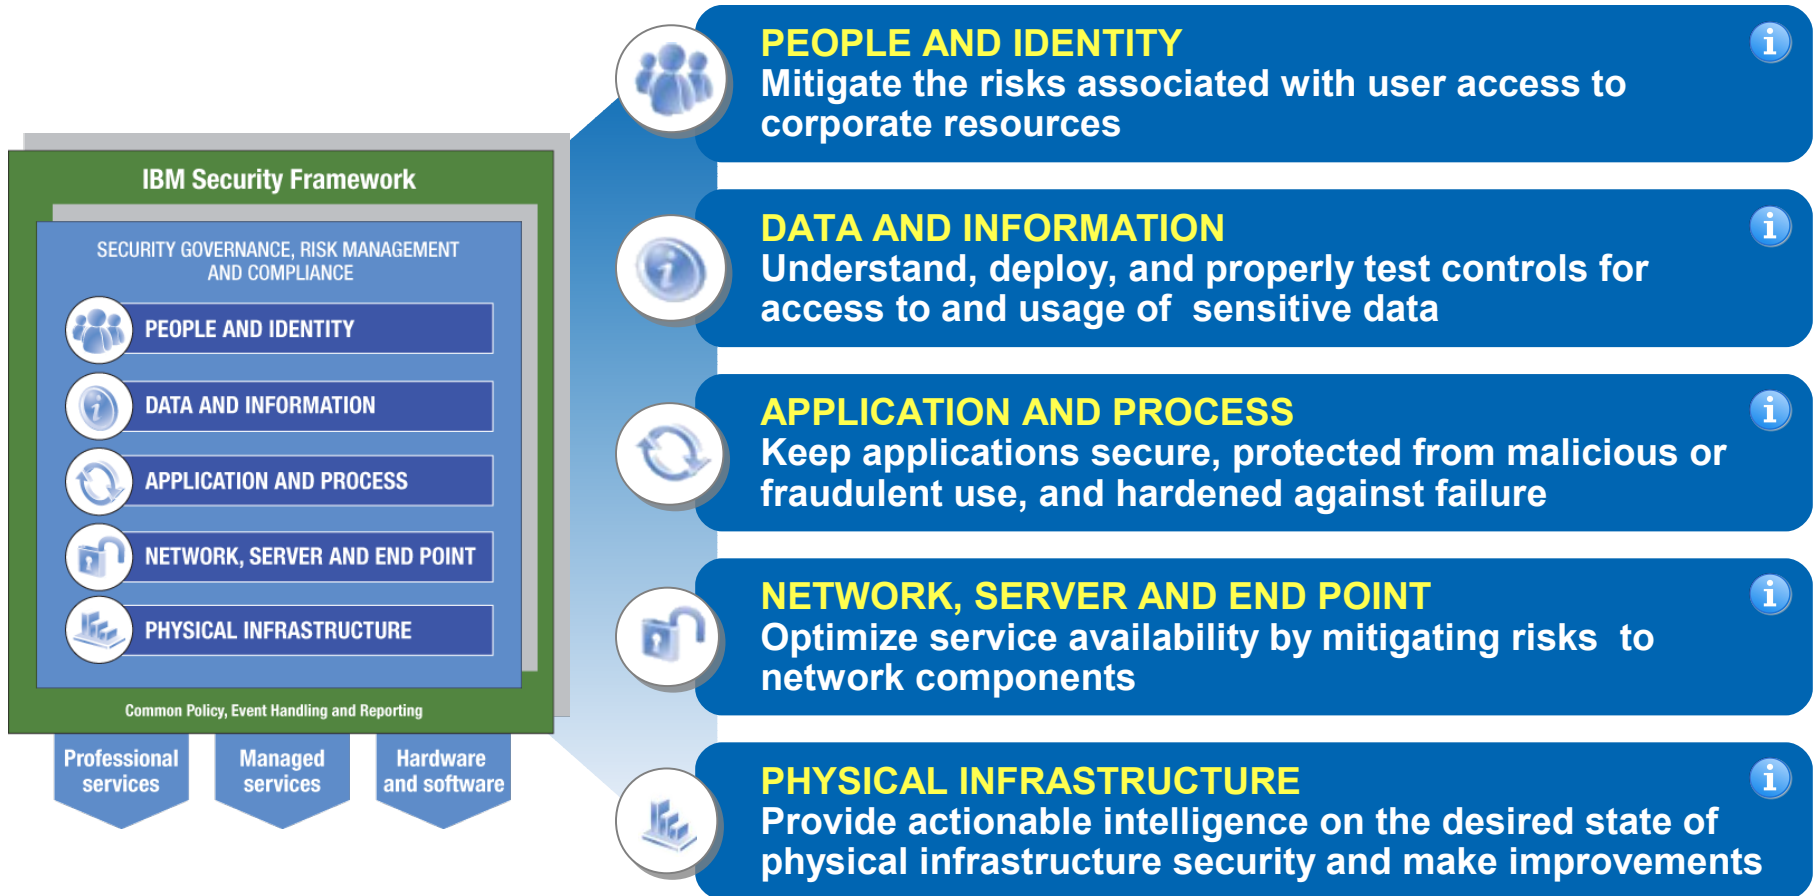 IBM Security Framework
SECURITY GOVERNANCE, RISK MANAGEMENT
AND COMPLIANCE
PEOPLE AND IDENTITY
DATA AND INFORMATION
APPLICATION AND PROCESS
NETWORK, SERVER AND END POINT
PHYSICAL INFRASTRUCTURE
Common Policy, Event Handling and Reporting
Professional
services
Managed
services
Hardware
and software
PEOPLE AND IDENTITY
Mitigate the risks associated with user access to
corporate resources
DATA AND INFORMATION
Understand, deploy, and properly test controls for
access to and usage of sensitive data
APPLICATION AND PROCESS
Keep applications secure, protected from malicious or
fraudulent use, and hardened against failure
NETWORK, SERVER AND END POINT
Optimize service availability by mitigating risks to
network components
PHYSICAL INFRASTRUCTURE
Provide actionable intelligence on the desired state of
physical infrastructure security and make improvements